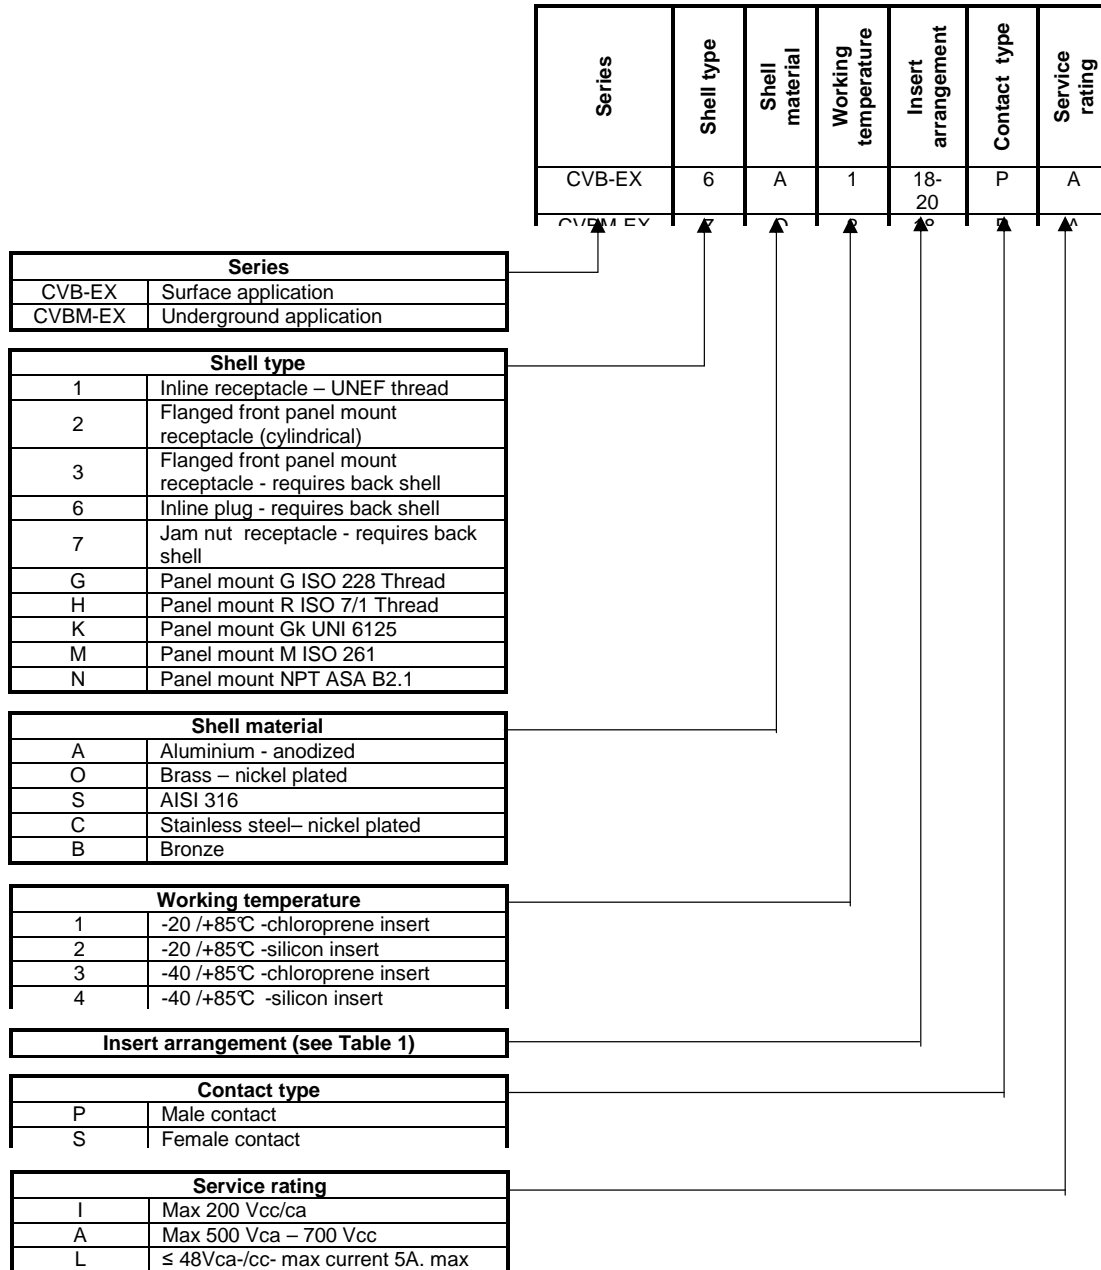 Series
Shell type
Shell
material
Working
temperature
Insert
arrangement
Contact type
Service
rating
CVB-EX 6 A 1 18- P A
20
Series
CVB-EX Surface application
CVBM-EX Underground application
Shell type
1 Inline receptacle – UNEF thread
2 Flanged front panel mount
receptacle (cylindrical)
3 Flanged front panel mount
receptacle - requires back shell
6 Inline plug - requires back shell
7 Jam nut receptacle - requires back
shell
G Panel mount G ISO 228 Thread
H Panel mount R ISO 7/1 Thread
K Panel mount Gk UNI 6125
M Panel mount M ISO 261
N Panel mount NPT ASA B2.1
Shell material
A Aluminium - anodized
O Brass – nickel plated
S AISI 316
C Stainless steel– nickel plated
B Bronze
Working temperature
1 -20 /+85°C -chloroprene insert
2 -20 /+85°C -silicon insert
3 -40 /+85°C -chloroprene insert
4 -40 /+85°C -silicon insert
Insert arrangement (see Table 1)
Contact type
P Male contact
S Female contact
Service rating
I Max 200 Vcc/ca
A Max 500 Vca – 700 Vcc
L ≤ 48Vca-/cc- max current 5A. max